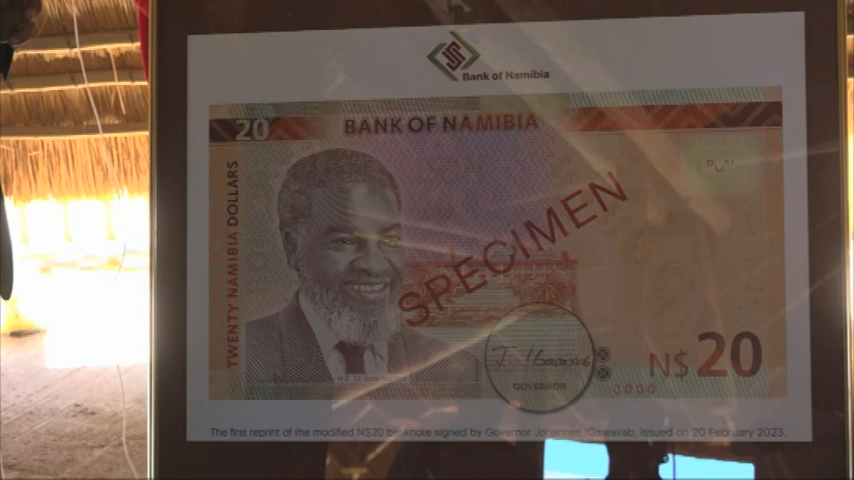 Bank of Namibia
20
BANK OF NAMIBIA
TWENTY NAMIBIA DOLLARS
SPECIMEN
GOVERNOR
0000
N$20
The first reprint of the modified N$20 banknote signed by Governor Johannes !Gawaxab, issued on 20 February 2023.